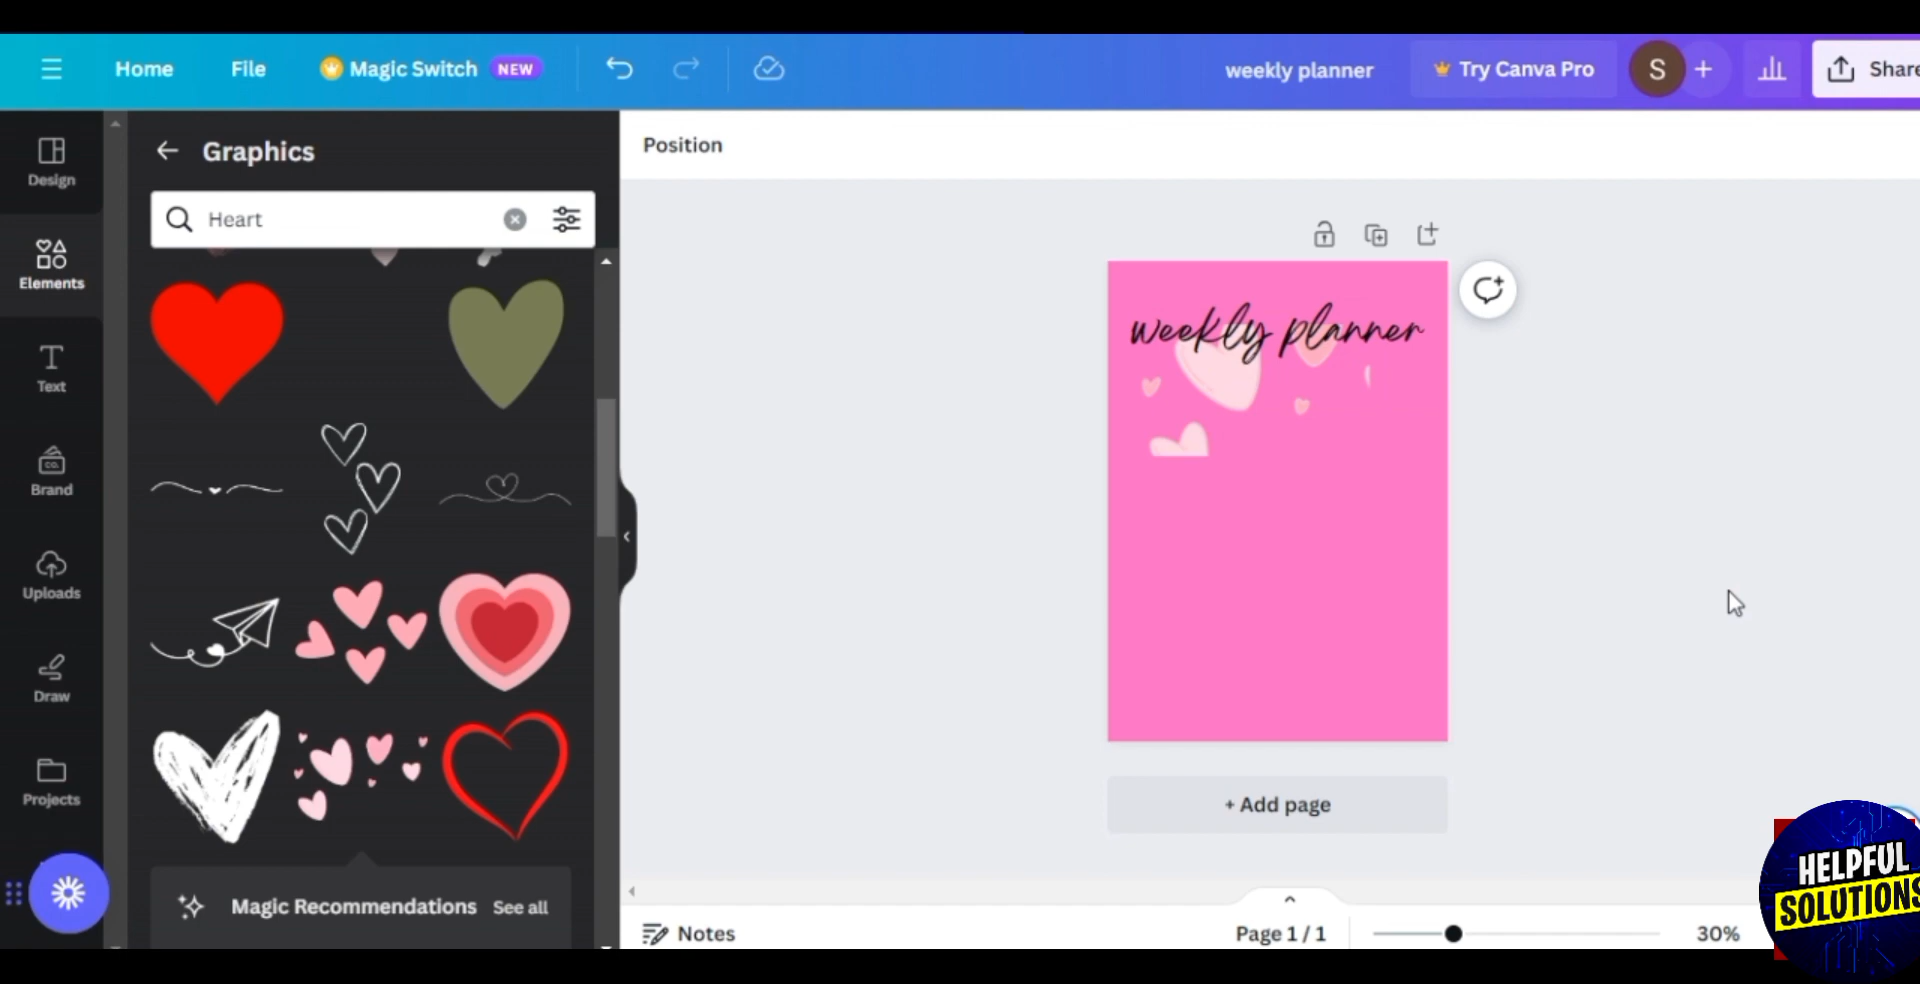 Home File Magic Switch NEW weekly planner Try Canva Pro S + Share
Design
Elements
Text
Brand
CO.
Uploads
Draw
Projects
Graphics
Heart
Magic Recommendations See all
Position
weekly planner
+ Add page
Notes Page 1 / 1 30%
HELPFUL
SOLUTIONS